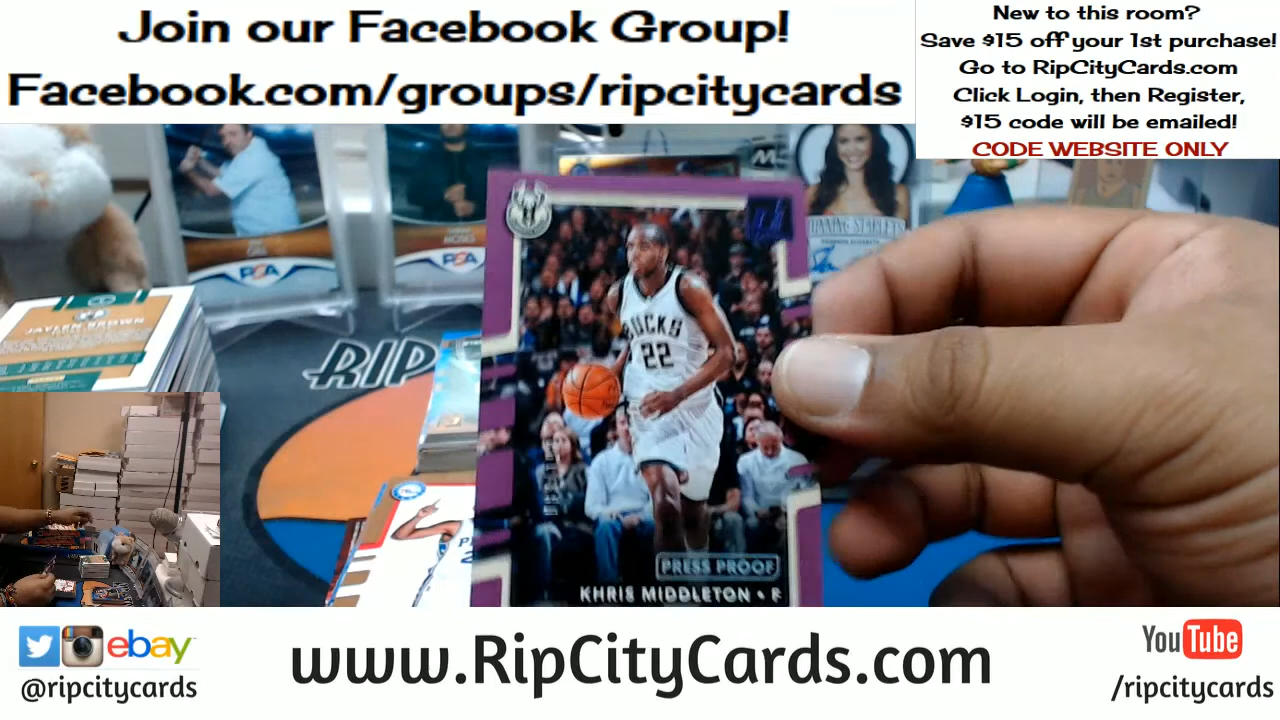 Join our Facebook Group!
Facebook.com/groups/ripcitycards
New to this room?
Save $15 off your 1st purchase!
Go to RipCityCards.com
Click Login, then Register,
$15 code will be emailed!
CODE WEBSITE ONLY
PSA
PSA
JAYLEN BROWN
RIP
BUCKS
22
PRESS PROOF
KHRIS MIDDLETON • F
ebay
@ripcitycards
www.RipCityCards.com
YouTube
/ripcitycards